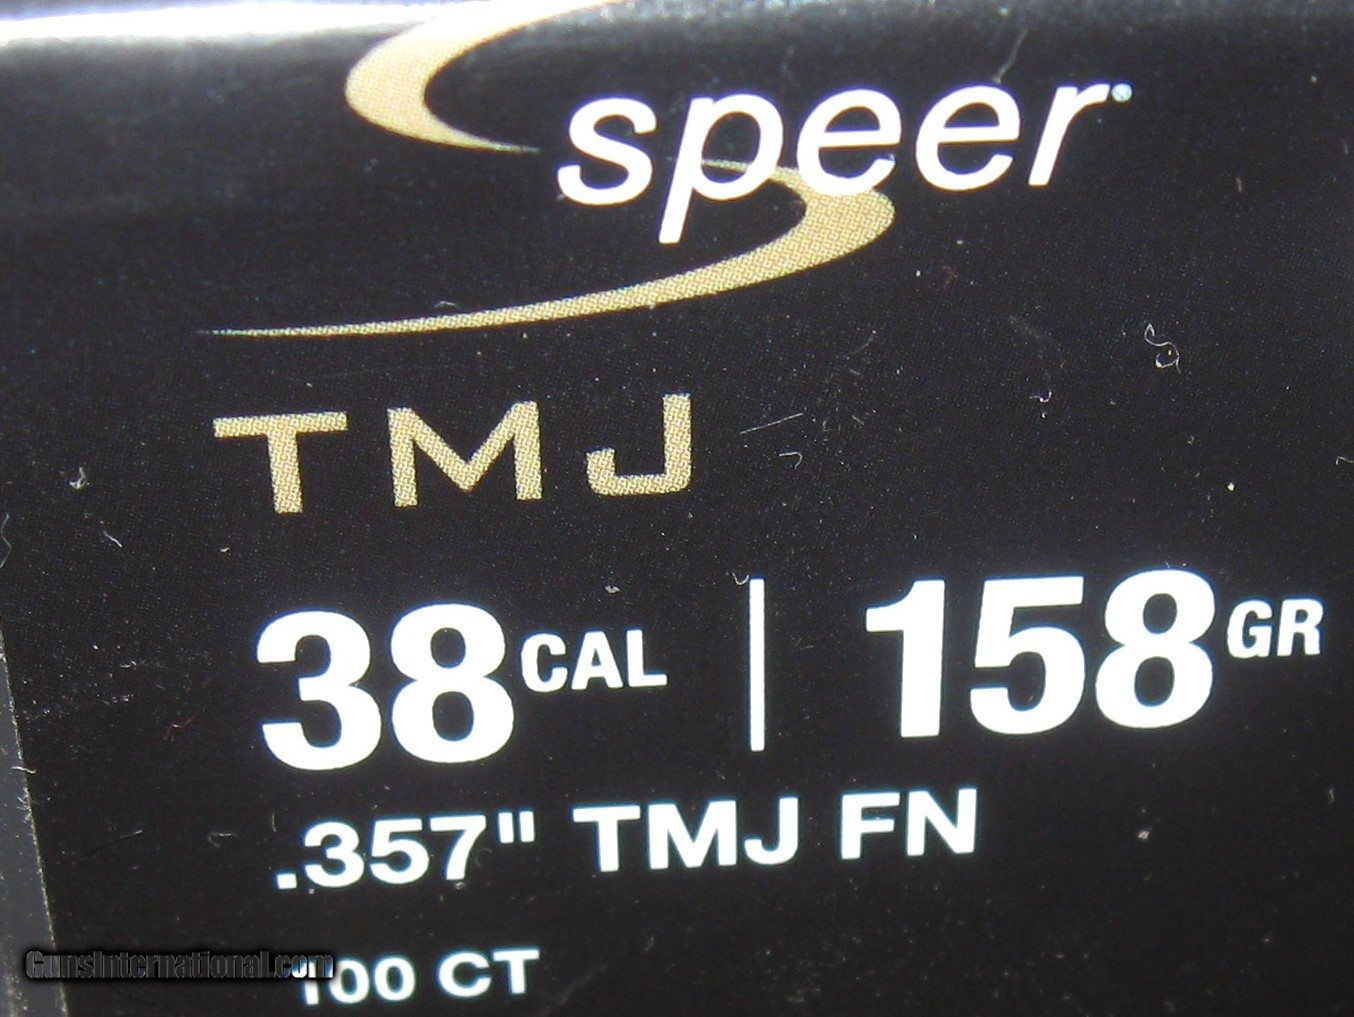 speer®
TMJ
38 CAL | 158 GR
.357" TMJ FN
100 CT
GunsInternational.com